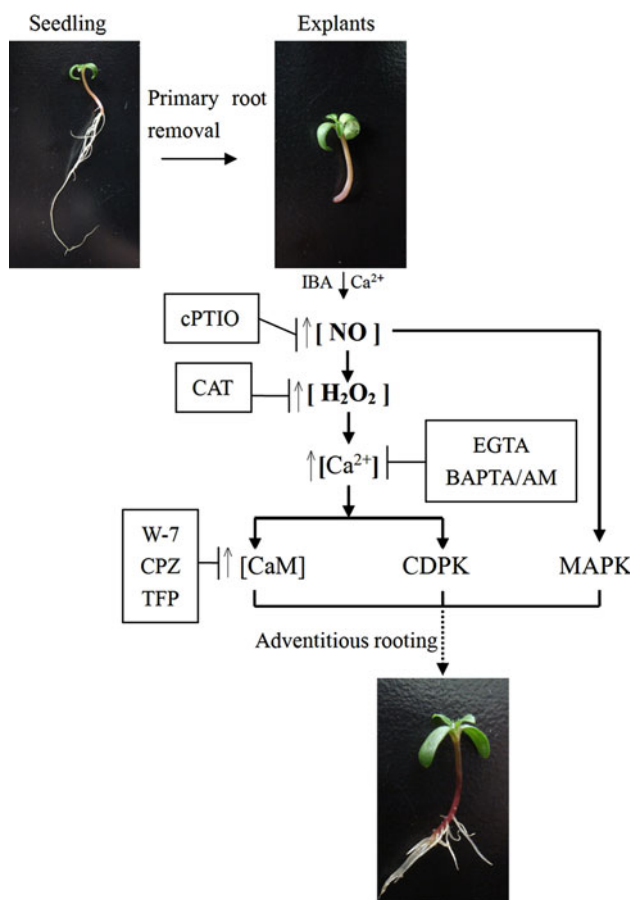 Seedling
Explants
Primary root
removal
IBA Ca²⁺
cPTIO
↑[ NO ]
CAT
↑[ H₂O₂ ]
↑[Ca²⁺]
EGTA
BAPTA/AM
W-7
CPZ
TFP
↑ [CaM]
CDPK
MAPK
Adventitious rooting